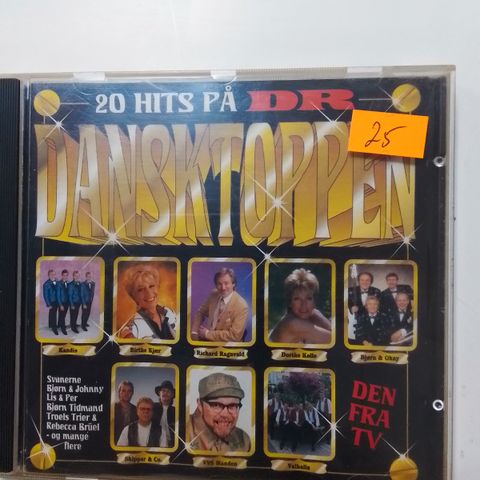 20 HITS PÅ DR
DANSKTOPPEN
25
Kandis
Birthe Kjær
Richard Ragnvald
Dorthe Kollo
Bjørn & Okay
Svanerne
Bjørn & Johnny
Lis & Per
Bjørn Tidmand
Troels Trier &
Rebecca Brüel
- og mange
flere
Skipper & Co.
VVS Manden
Valhalla
DEN
FRA
TV